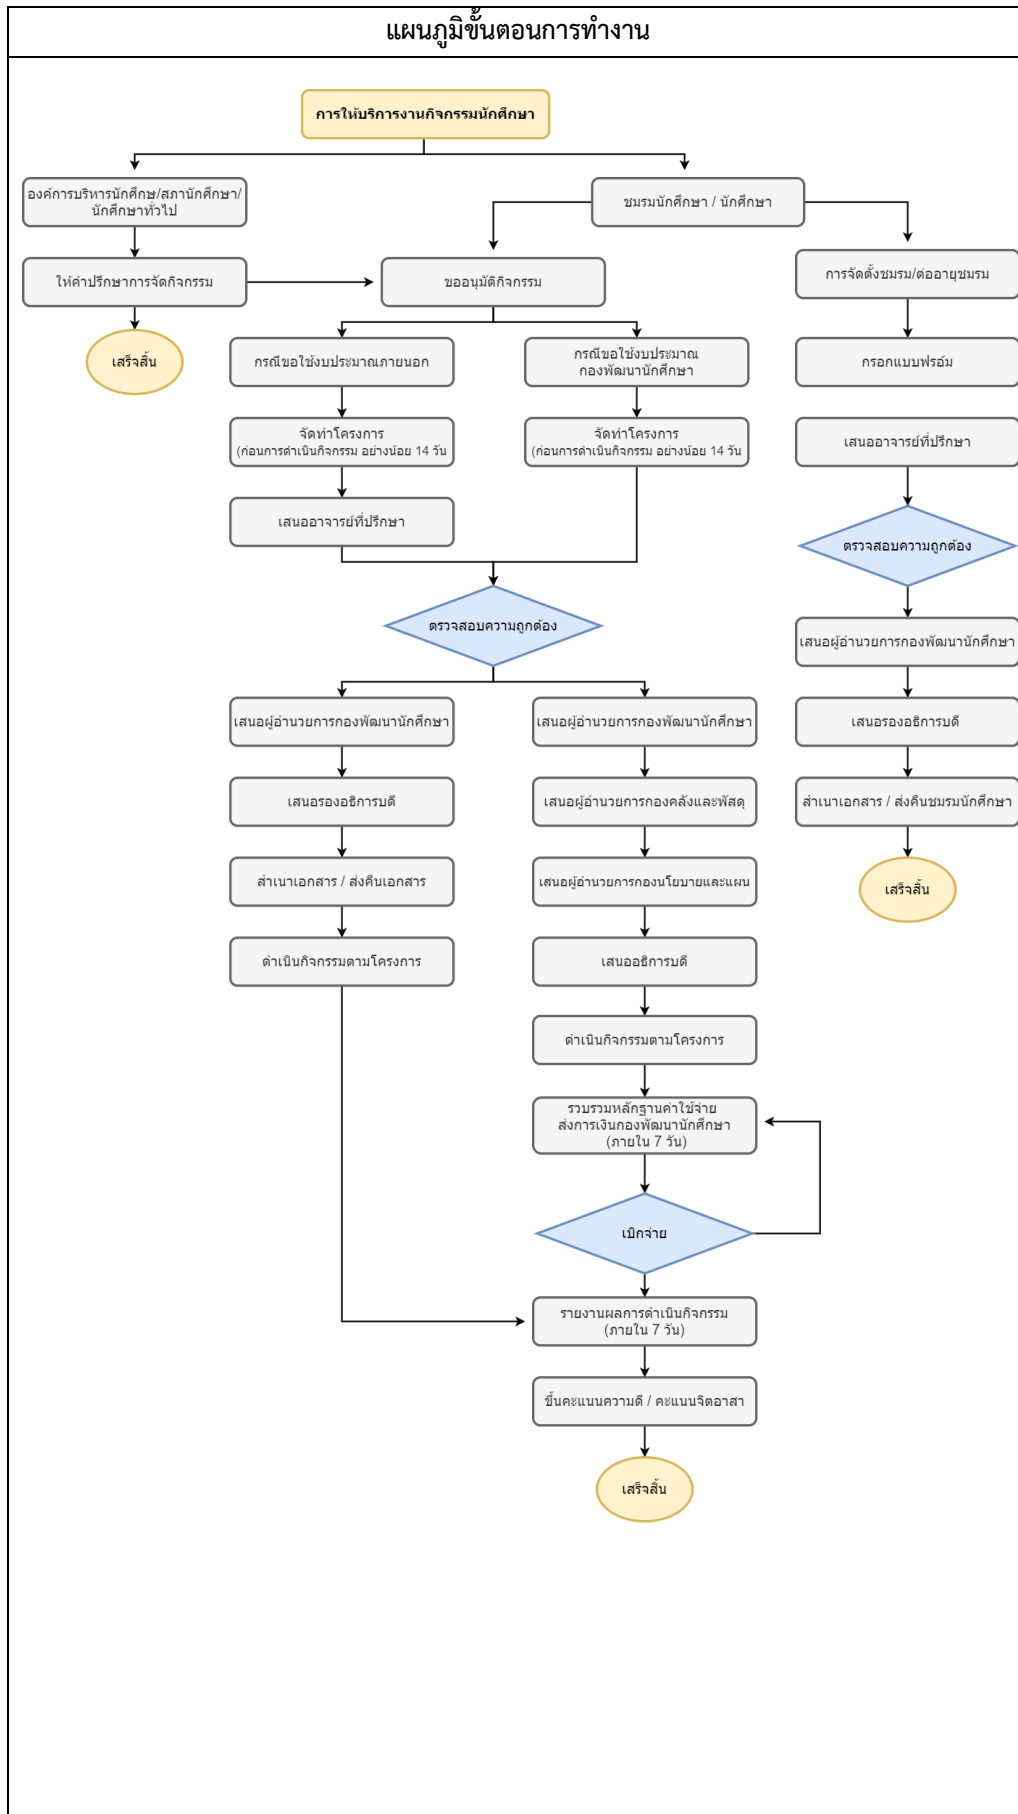 แผนภูมิขั้นตอนการทำงาน
การให้บริการงานกิจกรรมนักศึกษา
องค์การบริหารนักศึกษ/สภานักศึกษา/
นักศึกษาทั่วไป
ชมรมนักศึกษา / นักศึกษา
ให้คำปรึกษาการจัดกิจกรรม
ขออนุมัติกิจกรรม
การจัดตั้งชมรม/ต่ออายุชมรม
เสร็จสิ้น
กรณีขอใช้งบประมาณภายนอก
กรณีขอใช้งบประมาณ
กองพัฒนานักศึกษา
กรอกแบบฟรอ์ม
จัดทำโครงการ
(ก่อนการดำเนินกิจกรรม อย่างน้อย 14 วัน
จัดทำโครงการ
(ก่อนการดำเนินกิจกรรม อย่างน้อย 14 วัน
เสนออาจารย์ที่ปรึกษา
เสนออาจารย์ที่ปรึกษา
ตรวจสอบความถูกต้อง
ตรวจสอบความถูกต้อง
เสนอผู้อำนวยการกองพัฒนานักศึกษา
เสนอผู้อำนวยการกองพัฒนานักศึกษา
เสนอผู้อำนวยการกองพัฒนานักศึกษา
เสนอรองอธิการบดี
เสนอรองอธิการบดี
เสนอผู้อำนวยการกองคลังและพัสดุ
สำเนาเอกสาร / ส่งคืนชมรมนักศึกษา
สำเนาเอกสาร / ส่งคืนเอกสาร
เสนอผู้อำนวยการกองนโยบายและแผน
เสร็จสิ้น
ดำเนินกิจกรรมตามโครงการ
เสนออธิการบดี
ดำเนินกิจกรรมตามโครงการ
รวบรวมหลักฐานค่าใช้จ่าย
ส่งการเงินกองพัฒนานักศึกษา
(ภายใน 7 วัน)
เบิกจ่าย
รายงานผลการดำเนินกิจกรรม
(ภายใน 7 วัน)
ขึ้นคะแนนความดี / คะแนนจิตอาสา
เสร็จสิ้น